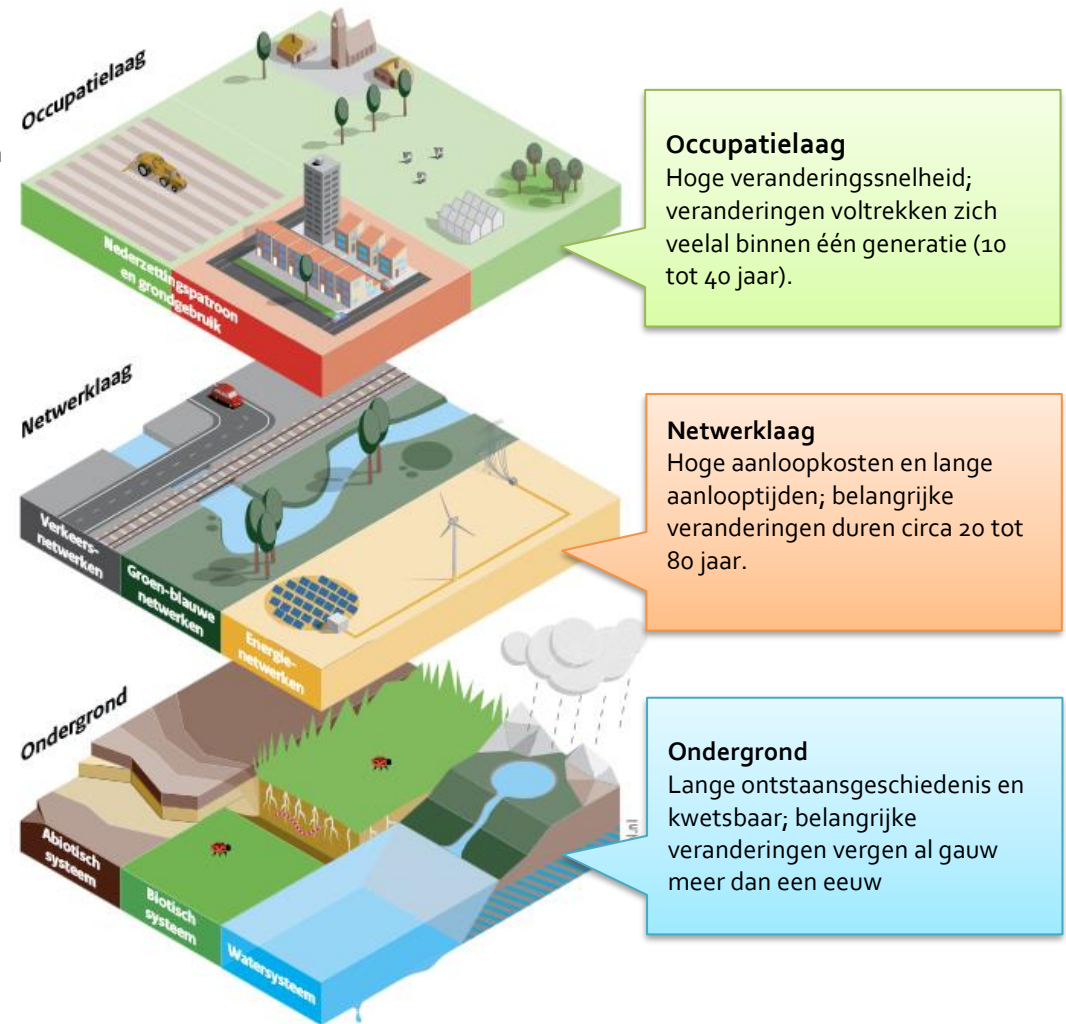 Occupatielaag
Nederzettingspatroon
en grondgebruik
Occupatielaag
Hoge veranderingssnelheid;
veranderingen voltrekken zich
veelal binnen één generatie (10
tot 40 jaar).
Netwerklaag
Verkeers-
netwerken
Groen-blauwe
netwerken
Energie-
netwerken
Netwerklaag
Hoge aanloopkosten en lange
aanlooptijden; belangrijke
veranderingen duren circa 20 tot
80 jaar.
Ondergrond
Abiotisch
systeem
Biotisch
systeem
Watersysteem
Ondergrond
Lange ontstaansgeschiedenis en
kwetsbaar; belangrijke
veranderingen vergen al gauw
meer dan een eeuw